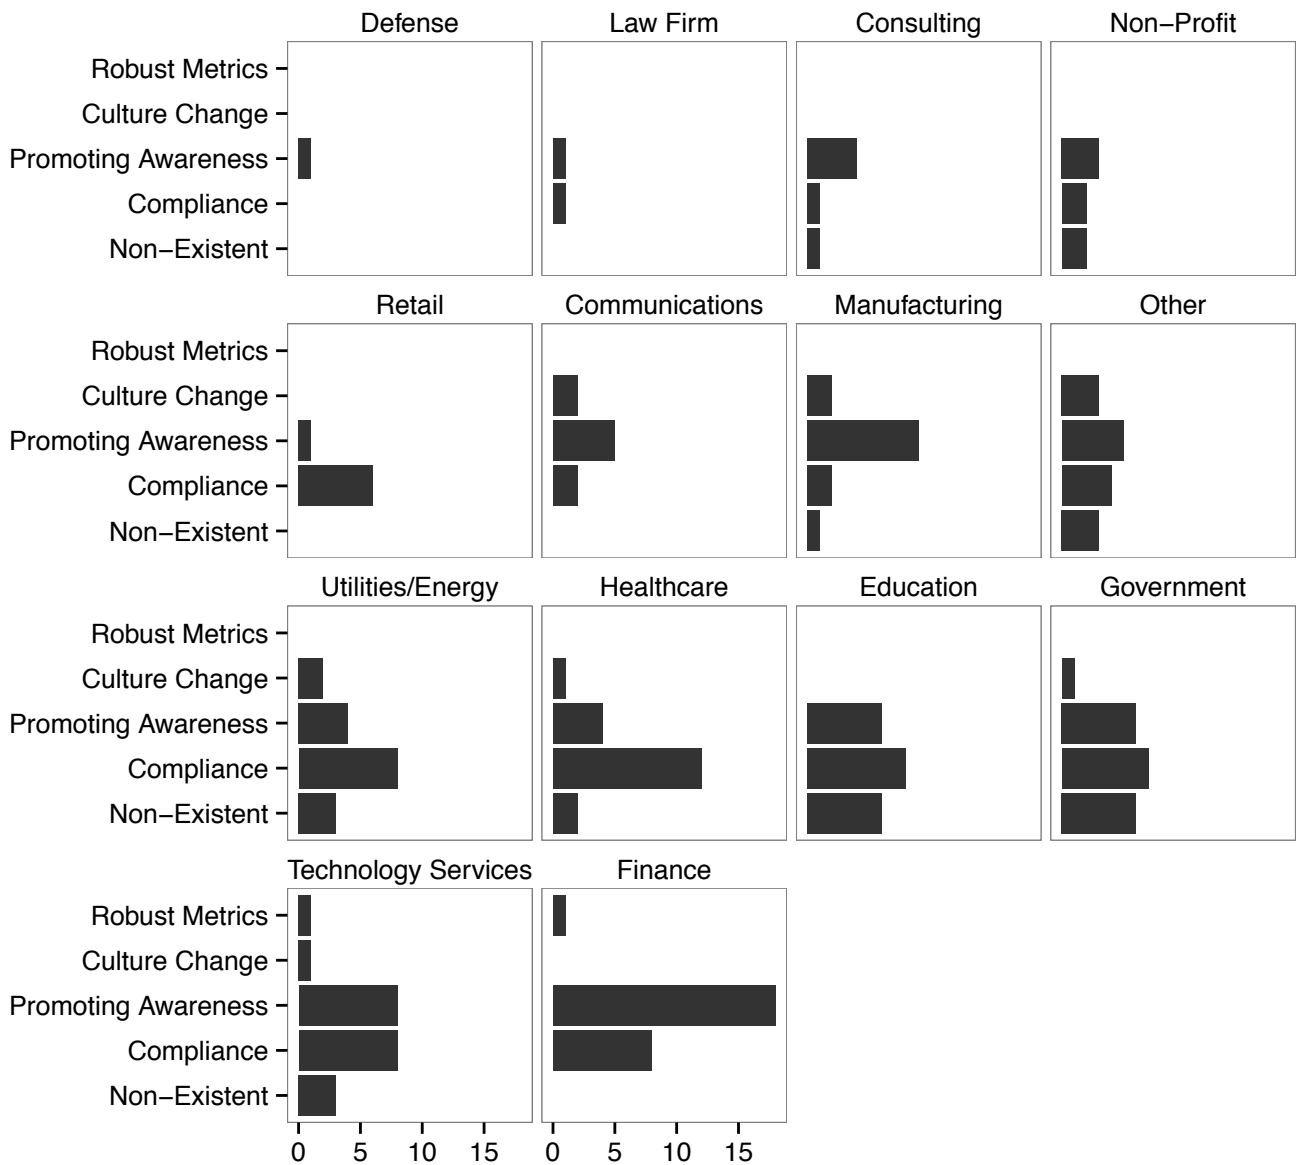 Defense Law Firm Consulting Non−Profit
Robust Metrics
Culture Change
Promoting Awareness
Compliance
Non−Existent
Retail Communications Manufacturing Other
Robust Metrics
Culture Change
Promoting Awareness
Compliance
Non−Existent
Utilities/Energy Healthcare Education Government
Robust Metrics
Culture Change
Promoting Awareness
Compliance
Non−Existent
Technology Services Finance
Robust Metrics
Culture Change
Promoting Awareness
Compliance
Non−Existent
0 5 10 15 0 5 10 15